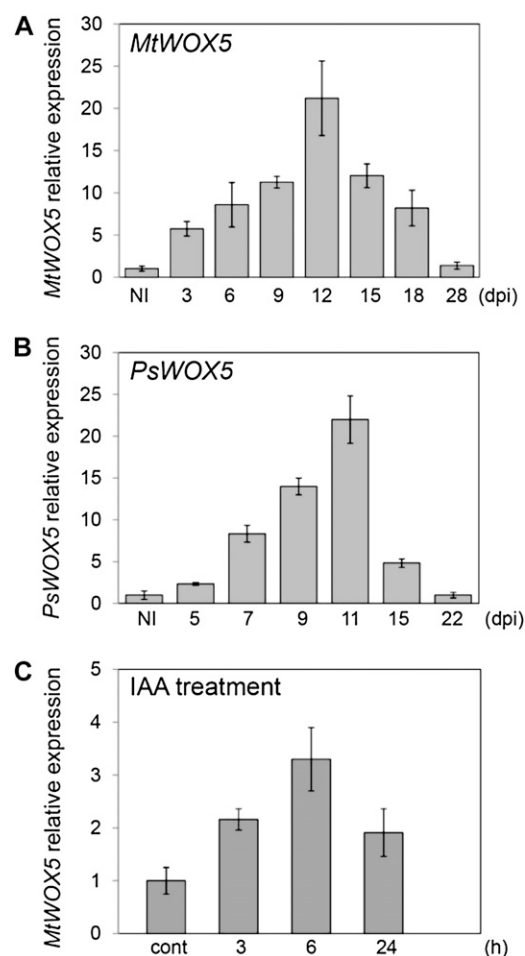 A
MtWOX5 relative expression
30
25
20
15
10
5
0
MtWOX5
NI 3 6 9 12 15 18 28 (dpi)
B
PsWOX5 relative expression
30
25
20
15
10
5
0
PsWOX5
NI 5 7 9 11 15 22 (dpi)
C
MtWOX5 relative expression
5
4
3
2
1
0
IAA treatment
cont 3 6 24 (h)